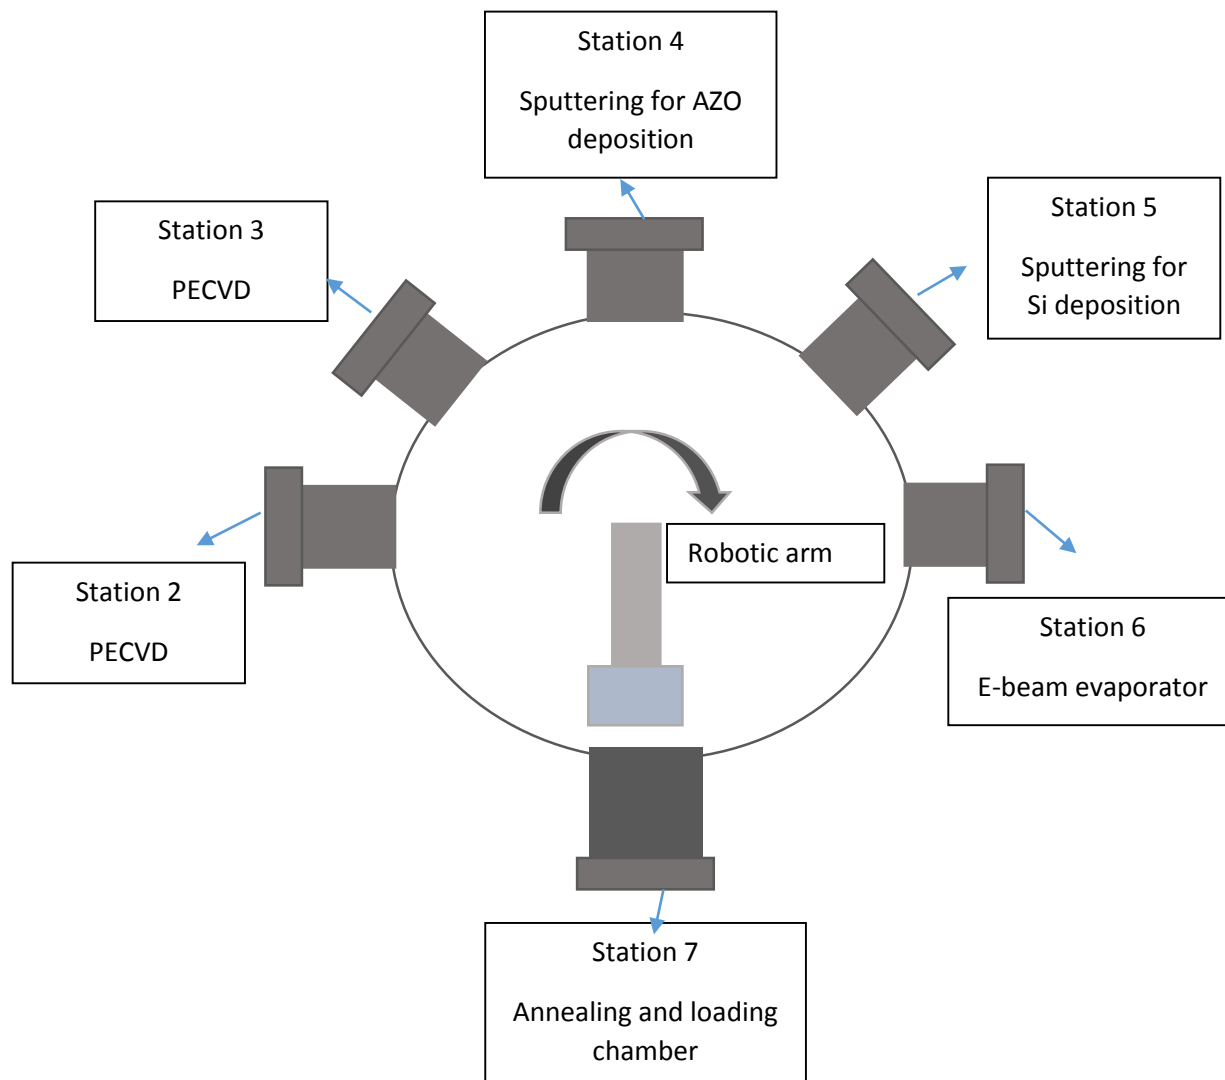 Station 4
Sputtering for AZO
deposition
Station 3
PECVD
Station 5
Sputtering for
Si deposition
Robotic arm
Station 2
PECVD
Station 6
E-beam evaporator
Station 7
Annealing and loading
chamber